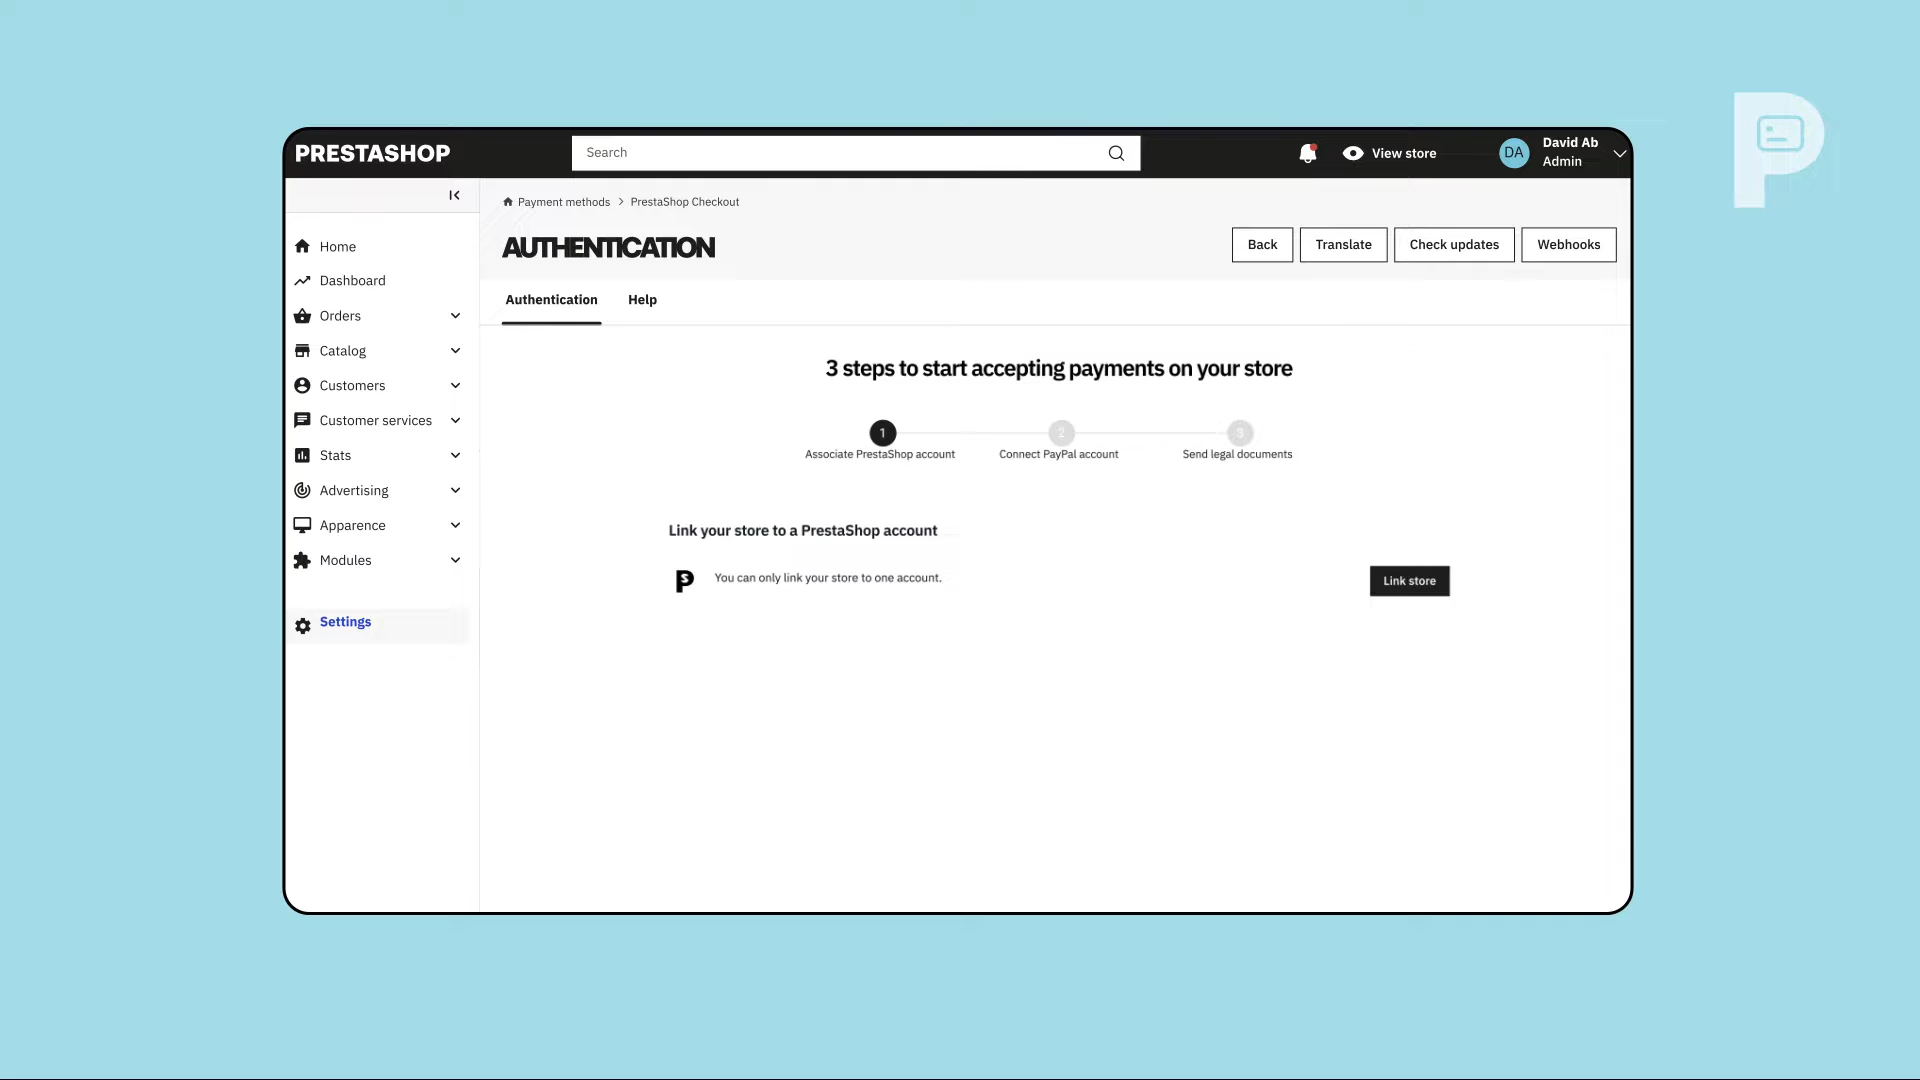 PRESTASHOP
Search
View store
DA
David Ab
Admin
Payment methods > PrestaShop Checkout
AUTHENTICATION
Back
Translate
Check updates
Webhooks
Home
Dashboard
Orders
Catalog
Customers
Customer services
Stats
Advertising
Apparence
Modules
Settings
Authentication
Help
3 steps to start accepting payments on your store
1
2
3
Associate PrestaShop account
Connect PayPal account
Send legal documents
Link your store to a PrestaShop account
You can only link your store to one account.
Link store